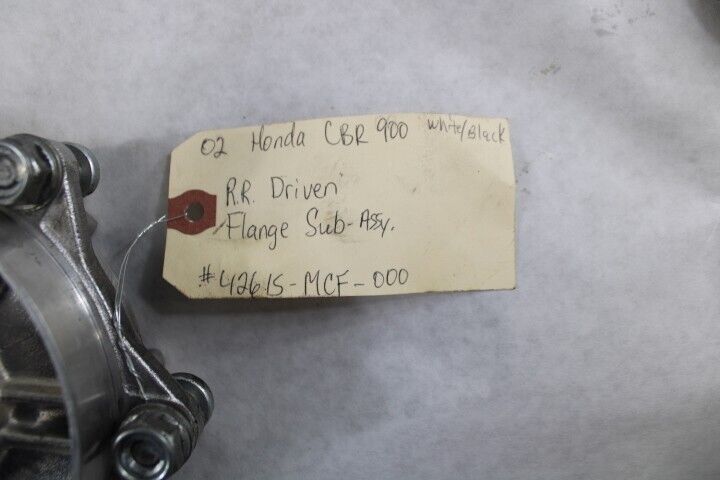 02 Honda CBR 900 White/Black
R.R. Driven
Flange Sub-Assy.
#42615-MCF-000